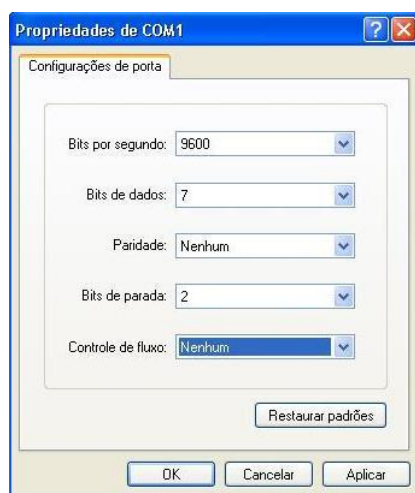 Propriedades de COM1
Configurações de porta
Bits por segundo: 9600
Bits de dados: 7
Paridade: Nenhum
Bits de parada: 2
Controle de fluxo: Nenhum
Restaurar padrões
OK Cancelar Aplicar